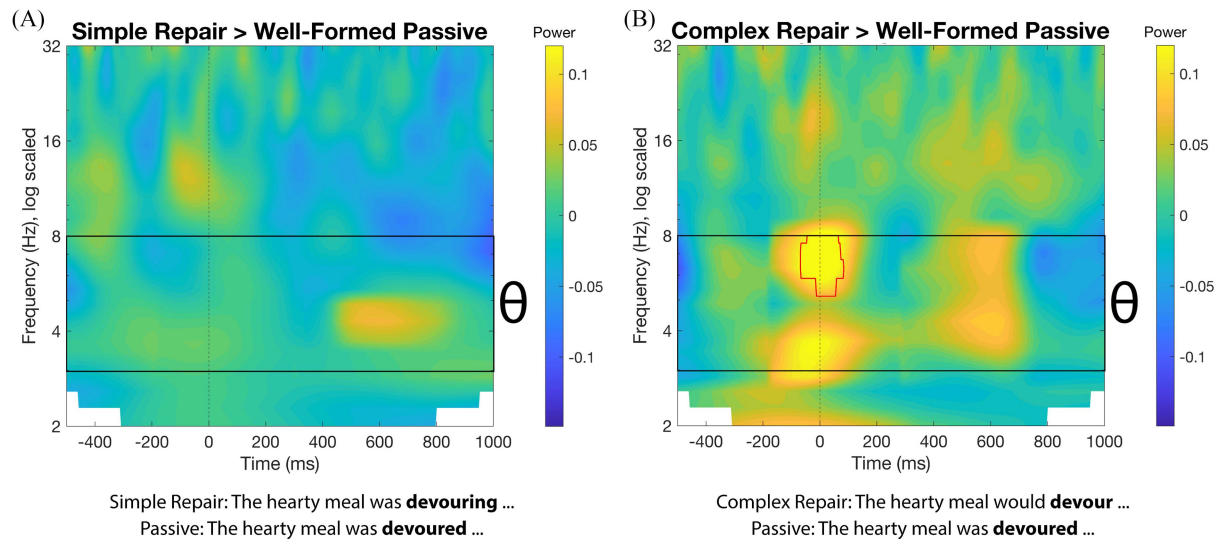 (A)
Simple Repair > Well-Formed Passive
Power
32
16
8
4
2
Frequency (Hz), log scaled
-400 -200 0 200 400 600 800 1000
Time (ms)
0.1
0.05
0
-0.05
-0.1
θ
Simple Repair: The hearty meal was devouring ...
Passive: The hearty meal was devoured ...
(B)
Complex Repair > Well-Formed Passive
Power
32
16
8
4
2
Frequency (Hz), log scaled
-400 -200 0 200 400 600 800 1000
Time (ms)
0.1
0.05
0
-0.05
-0.1
θ
Complex Repair: The hearty meal would devour ...
Passive: The hearty meal was devoured ...